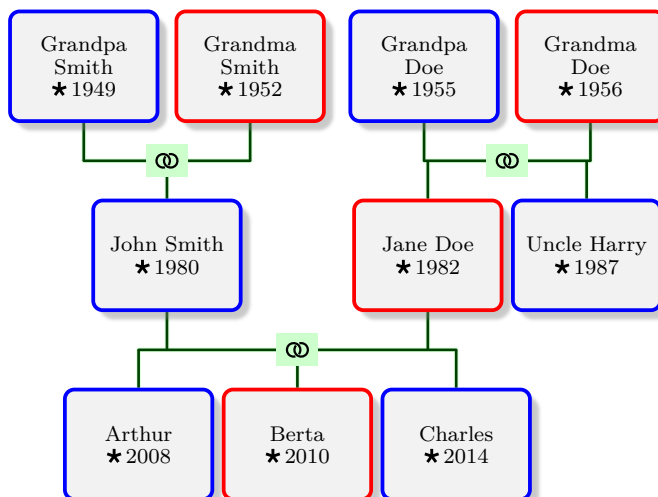 Grandpa
Smith
★ 1949
Grandma
Smith
★ 1952
Grandpa
Doe
★ 1955
Grandma
Doe
★ 1956
John Smith
★ 1980
Jane Doe
★ 1982
Uncle Harry
★ 1987
Arthur
★ 2008
Berta
★ 2010
Charles
★ 2014